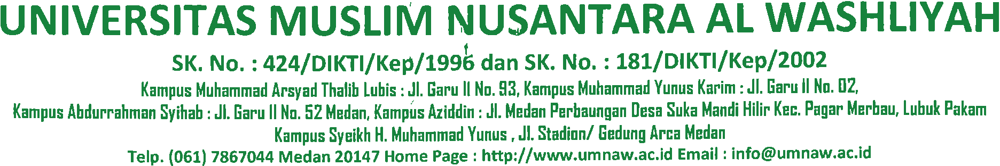 UNIVERSITAS MUSLIM NUSANTARA AL WASHLIYAH
SK. No. : 424/DIKTI/Kep/1996 dan SK. No. : 181/DIKTI/Kep/2002
Kampus Muhammad Arsyad Thalib Lubis : Jl. Garu II No. 93, Kampus Muhammad Yunus Karim : Jl. Garu II No. 02,
Kampus Abdurrahman Syihab : Jl. Garu II No. 52 Medan, Kampus Aziddin : Jl. Medan Perbaungan Desa Suka Mandi Hilir Kec. Pagar Merbau, Lubuk Pakam
Kampus Syeikh H. Muhammad Yunus , Jl. Stadion/ Gedung Arca Medan
Telp. (061) 7867044 Medan 20147 Home Page : http://www.umnaw.ac.id Email : info@umnaw.ac.id